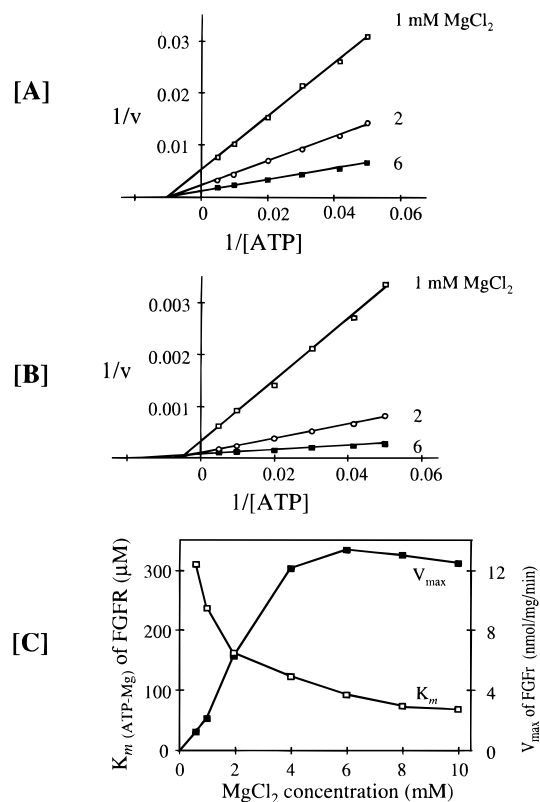 [A]
1/v
0.03
0.02
0.01
1 mM MgCl2
2
6
0
0.02
0.04
0.06
1/[ATP]
[B]
1/v
0.003
0.002
0.001
1 mM MgCl2
2
6
0
0.02
0.04
0.06
1/[ATP]
[C]
Km (ATP-Mg) of FGFR (µM)
300
200
100
0
Vmax
Km
12
9
6
3
0
Vmax of FGFr (nmol/mg/min)
0 2 4 6 8 10
MgCl2 concentration (mM)